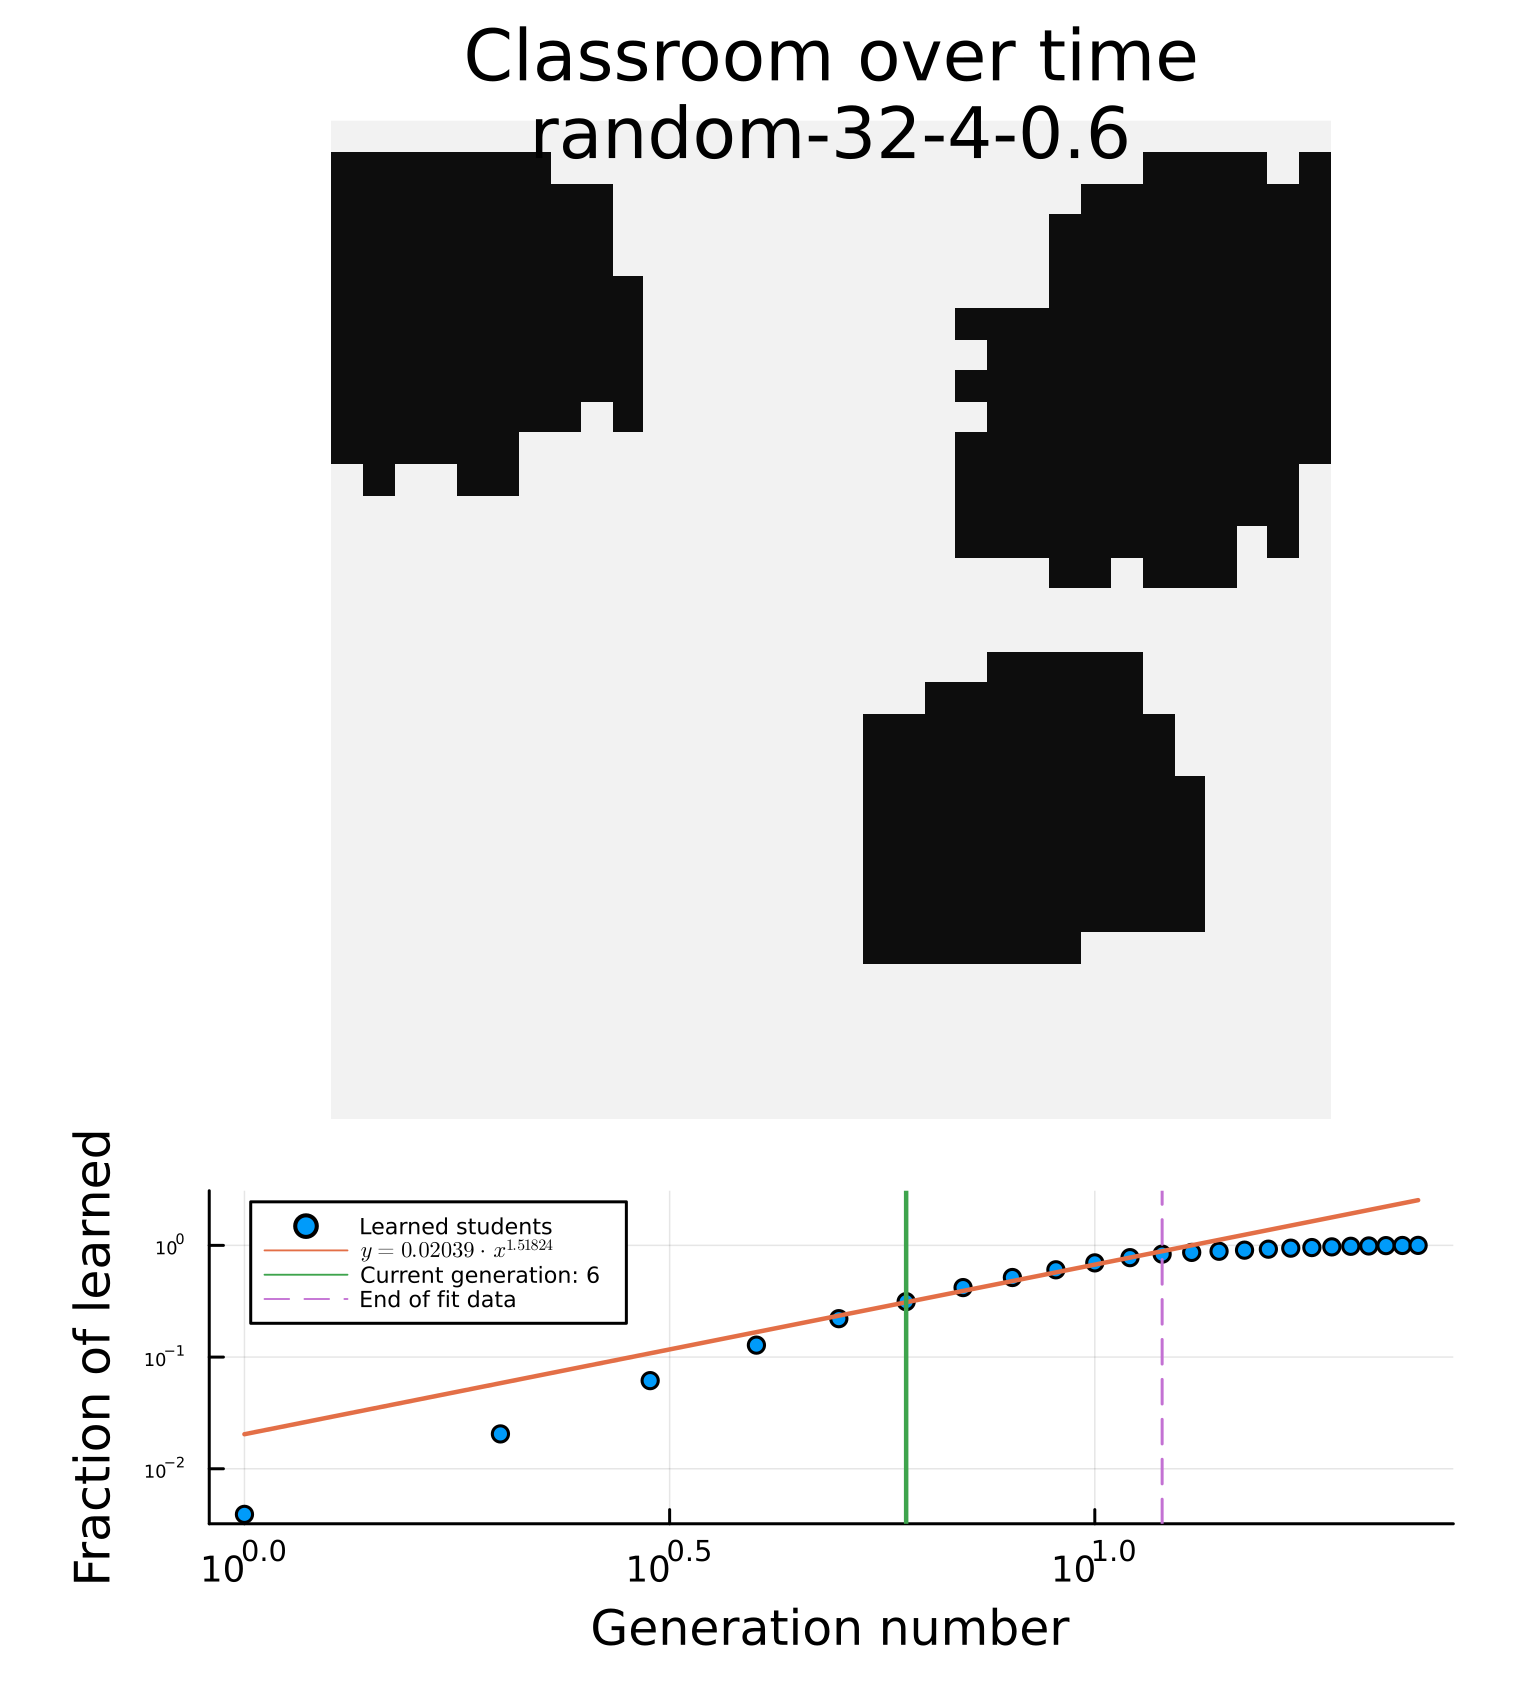 Classroom over time
random-32-4-0.6
Fraction of learned
10^0
10^−1
10^−2
Learned students
y = 0.02039 · x^1.51824
Current generation: 6
End of fit data
10^0.0
10^0.5
10^1.0
Generation number